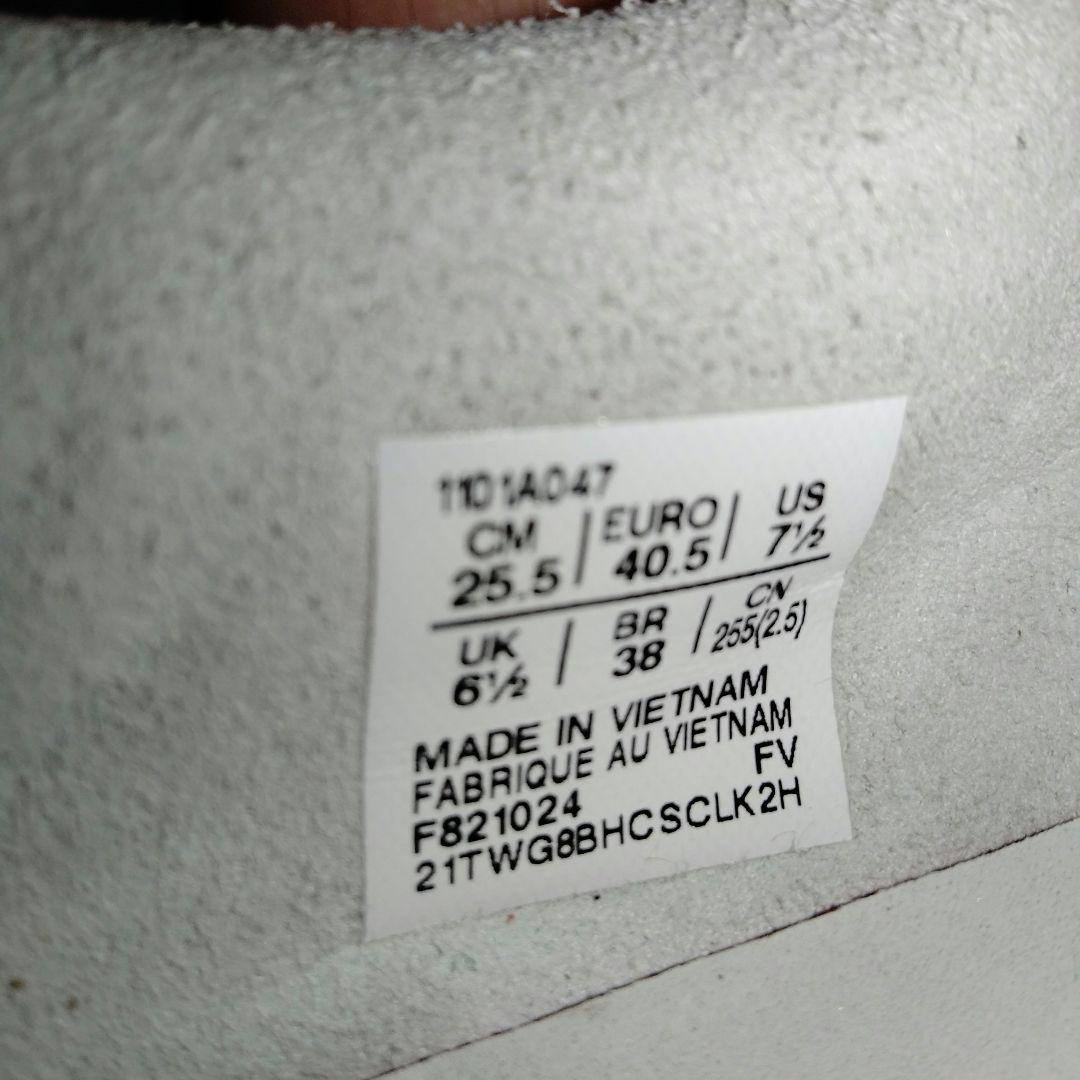 1101A047
CM | EURO | US
25.5 | 40.5 | 7½
UK | BR | CN
6½ | 38 | 255(2.5)
MADE IN VIETNAM
FABRIQUE AU VIETNAM
FV
F821024
21TWG8BHCSCLK2H